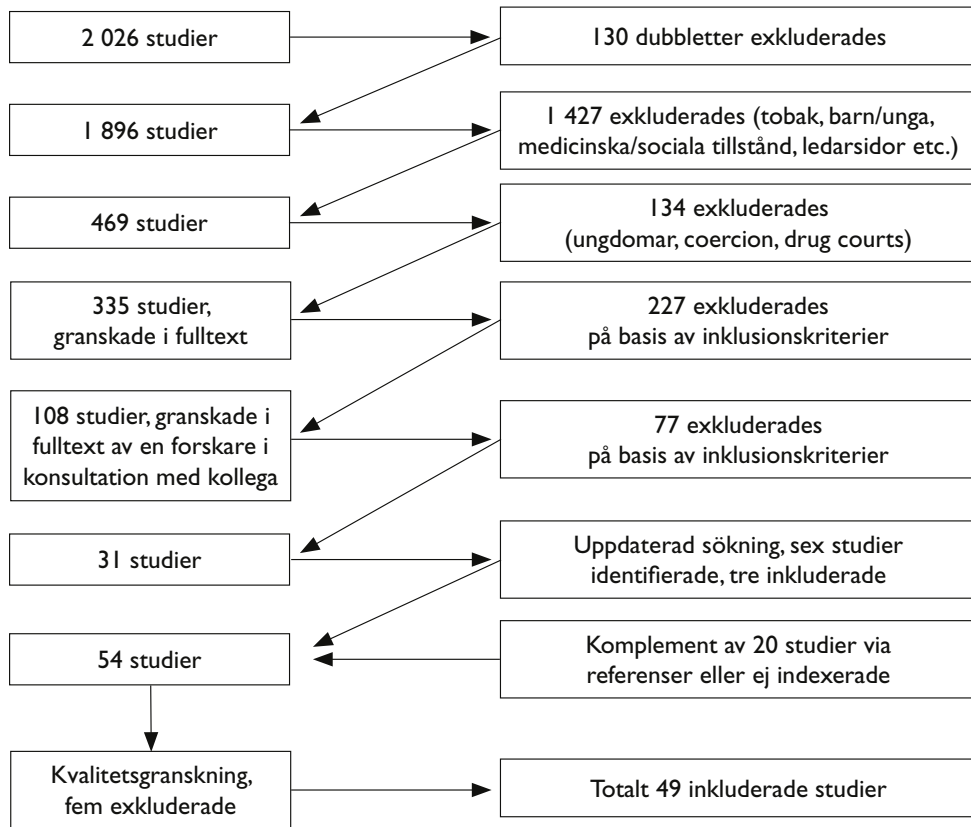 2 026 studier
130 dubbletter exkluderades
1 896 studier
1 427 exkluderades (tobak, barn/unga,
medicinska/sociala tillstånd, ledarsidor etc.)
469 studier
134 exkluderades
(ungdomar, coercion, drug courts)
335 studier,
granskade i fulltext
227 exkluderades
på basis av inklusionskriterier
108 studier, granskade i
fulltext av en forskare i
konsultation med kollega
77 exkluderades
på basis av inklusionskriterier
31 studier
Uppdaterad sökning, sex studier
identifierade, tre inkluderade
54 studier
Komplement av 20 studier via
referenser eller ej indexerade
Kvalitetsgranskning,
fem exkluderade
Totalt 49 inkluderade studier